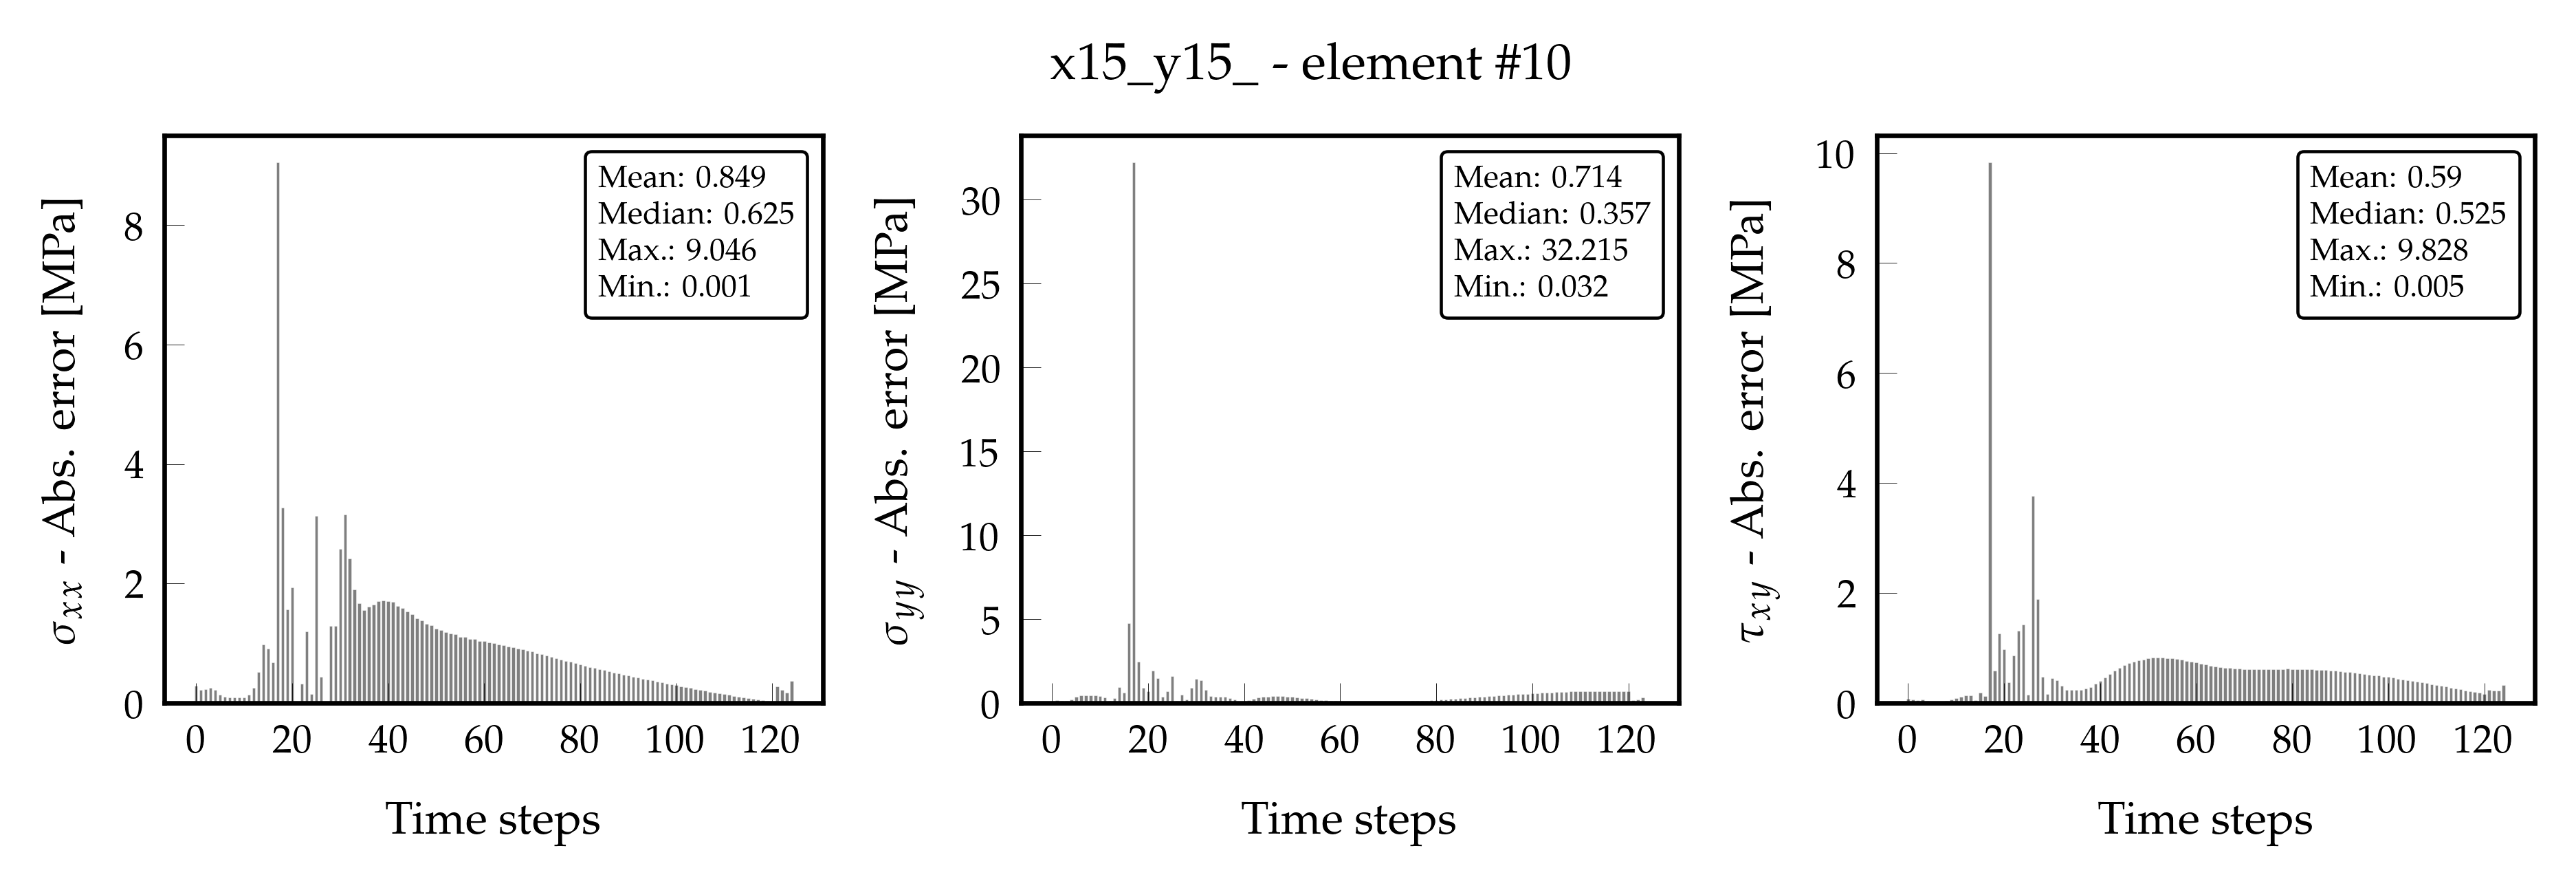 x15_y15_ - element #10
σxx - Abs. error [MPa]
8
6
4
2
0
0 20 40 60 80 100 120
Time steps
Mean: 0.849
Median: 0.625
Max.: 9.046
Min.: 0.001
σyy - Abs. error [MPa]
30
25
20
15
10
5
0
0 20 40 60 80 100 120
Time steps
Mean: 0.714
Median: 0.357
Max.: 32.215
Min.: 0.032
τxy - Abs. error [MPa]
10
8
6
4
2
0
0 20 40 60 80 100 120
Time steps
Mean: 0.59
Median: 0.525
Max.: 9.828
Min.: 0.005